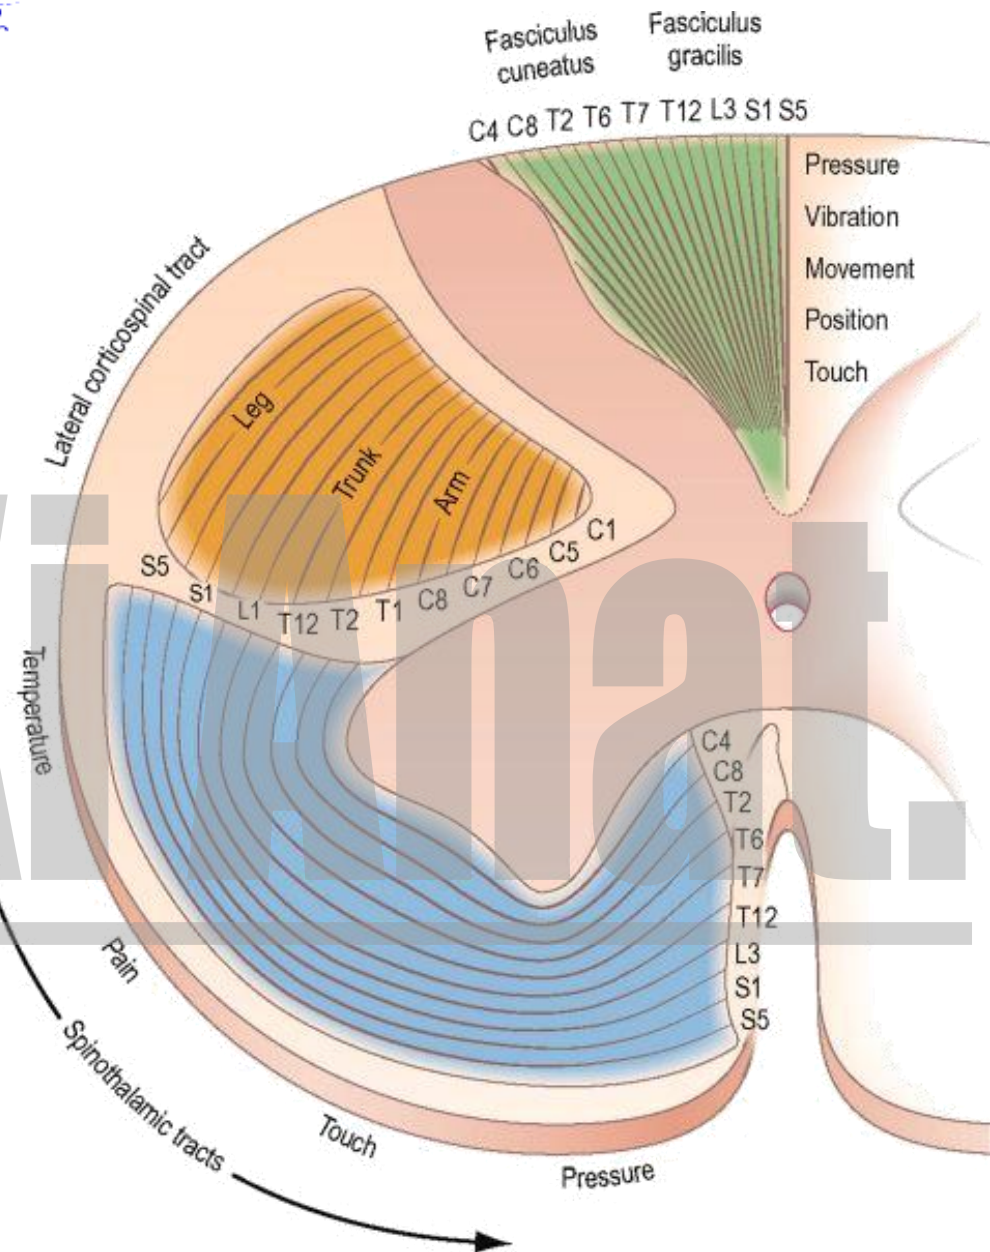 Fasciculus
cuneatus
Fasciculus
gracilis
C4 C8 T2 T6 T7 T12 L3 S1 S5
Pressure
Vibration
Movement
Position
Touch
Lateral corticospinal tract
Leg
Trunk
Arm
S5 S1 L1 T12 T2 T1 C8 C7 C6 C5 C1
Temperature
Pain
Touch
Pressure
Spinothalamic tracts
C4
C8
T2
T6
T7
T12
L3
S1
S5
Anat.